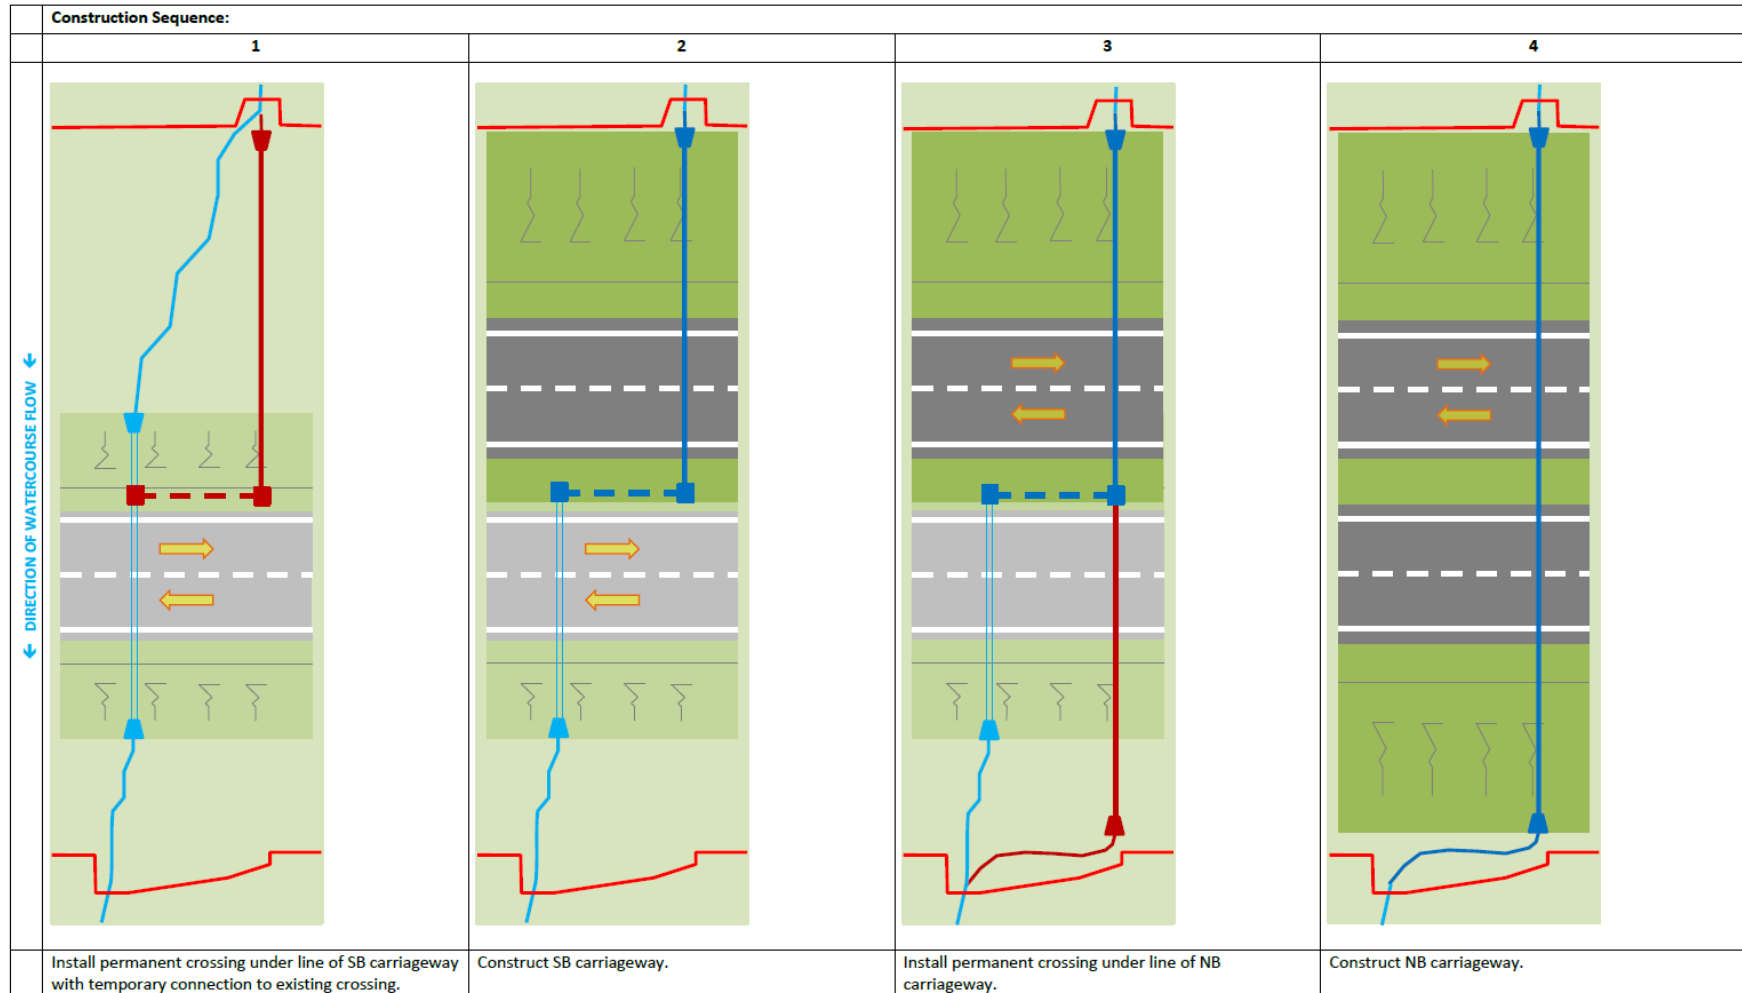 Construction Sequence:
1
2
3
4
← DIRECTION OF WATERCOURSE FLOW ←
Install permanent crossing under line of SB carriageway
with temporary connection to existing crossing.
Construct SB carriageway.
Install permanent crossing under line of NB
carriageway.
Construct NB carriageway.